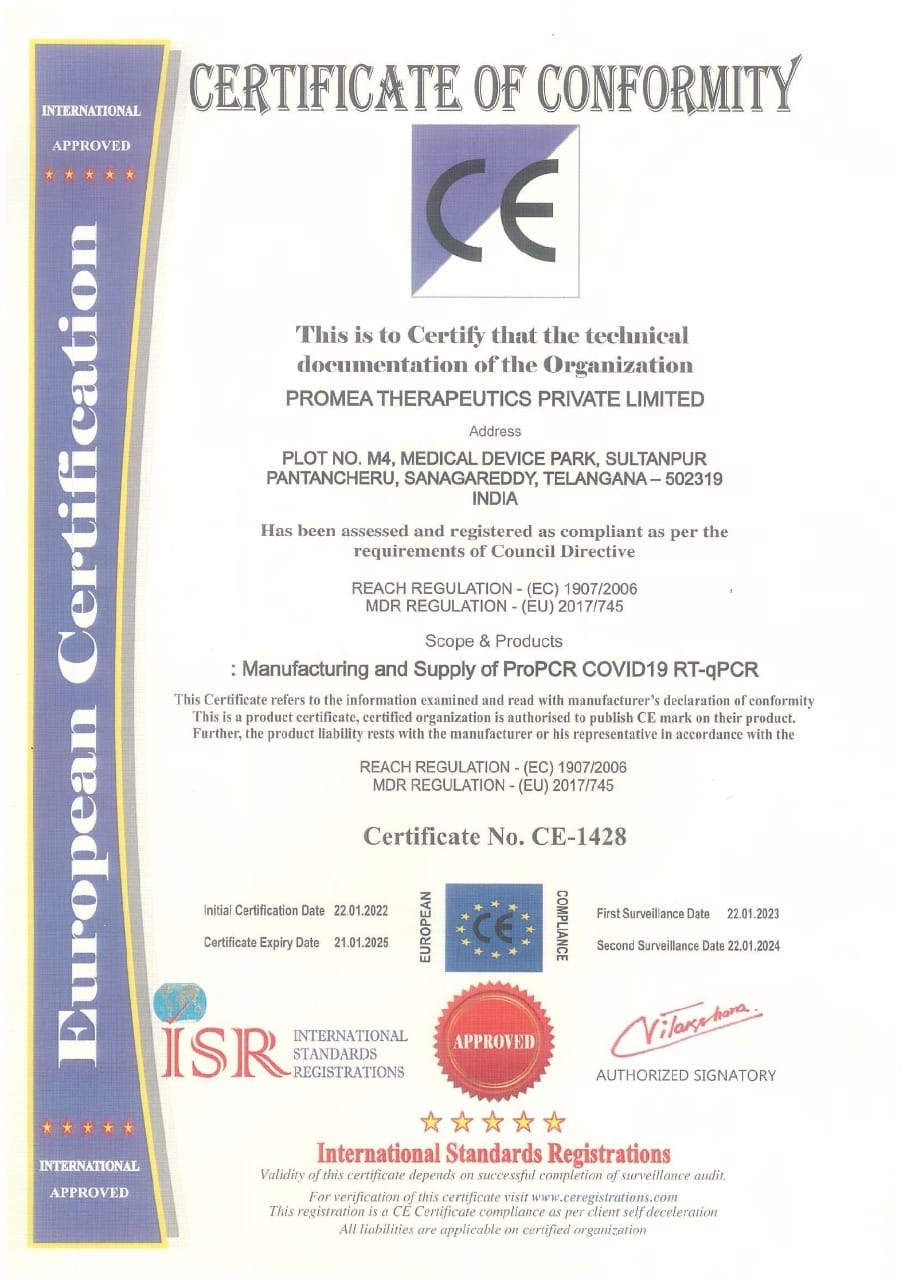 CERTIFICATE OF CONFORMITY
INTERNATIONAL
APPROVED
European Certification
CE
This is to Certify that the technical
documentation of the Organization
PROMEA THERAPEUTICS PRIVATE LIMITED
Address
PLOT NO. M4, MEDICAL DEVICE PARK, SULTANPUR
PANTANCHERU, SANAGAREDDY, TELANGANA – 502319
INDIA
Has been assessed and registered as compliant as per the
requirements of Council Directive
REACH REGULATION - (EC) 1907/2006
MDR REGULATION - (EU) 2017/745
Scope & Products
: Manufacturing and Supply of ProPCR COVID19 RT-qPCR
This Certificate refers to the information examined and read with manufacturer's declaration of conformity
This is a product certificate, certified organization is authorised to publish CE mark on their product.
Further, the product liability rests with the manufacturer or his representative in accordance with the
REACH REGULATION - (EC) 1907/2006
MDR REGULATION - (EU) 2017/745
Certificate No. CE-1428
Initial Certification Date 22.01.2022
Certificate Expiry Date 21.01.2025
EUROPEAN
CE
COMPLIANCE
First Surveillance Date 22.01.2023
Second Surveillance Date 22.01.2024
ISR
INTERNATIONAL
STANDARDS
REGISTRATIONS
APPROVED
AUTHORIZED SIGNATORY
International Standards Registrations
Validity of this certificate depends on successful completion of surveillance audit.
For verification of this certificate visit www.ceregistrations.com
This registration is a CE Certificate compliance as per client self deceleration
All liabilities are applicable on certified organization
INTERNATIONAL
APPROVED